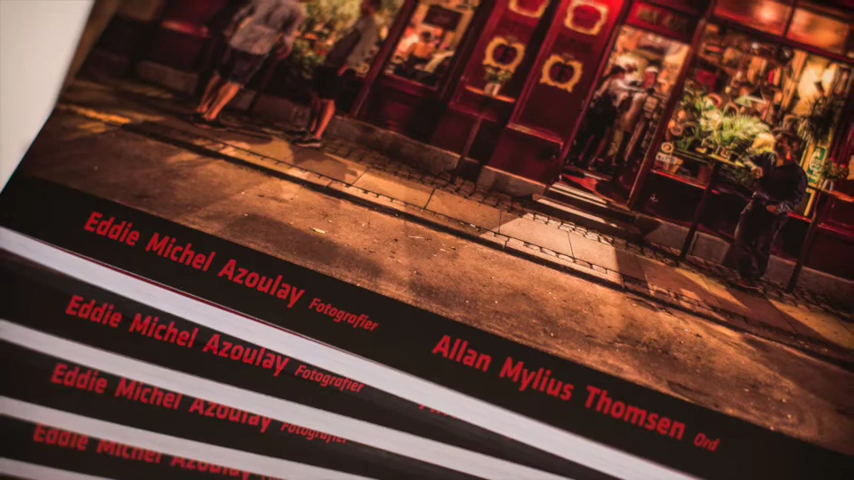 Eddie Michel Azoulay Fotografier
Allan Mylius Thomsen Ord
Eddie Michel Azoulay Fotografier
Eddie Michel Azoulay Fotografier
Eddie Michel Azoulay